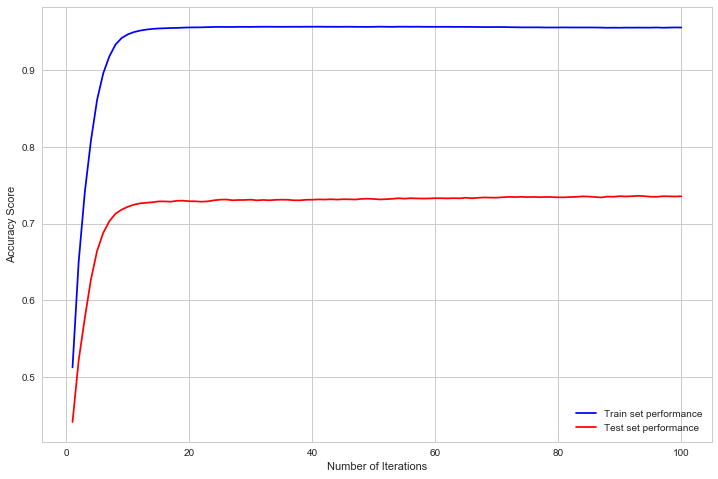 0.9
0.8
0.7
0.6
0.5
Accuracy Score
0 20 40 60 80 100
Number of Iterations
Train set performance
Test set performance